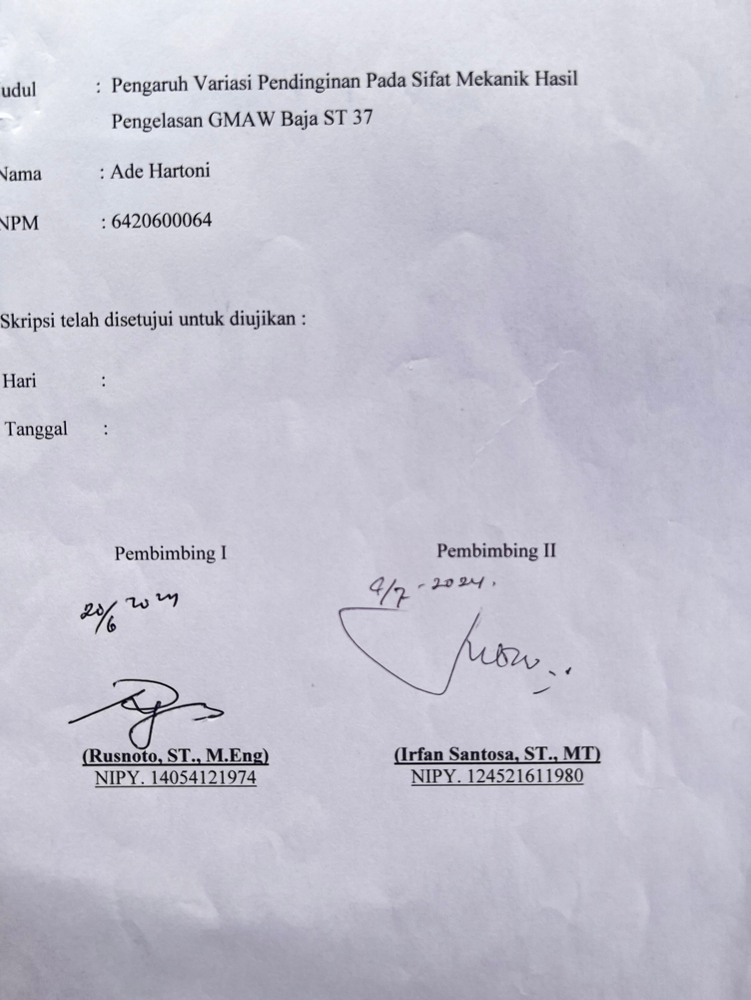 udul : Pengaruh Variasi Pendinginan Pada Sifat Mekanik Hasil
Pengelasan GMAW Baja ST 37
Nama : Ade Hartoni
NPM : 6420600064
Skripsi telah disetujui untuk diujikan :
Hari :
Tanggal :
Pembimbing I Pembimbing II
20/6 2024 4/7 - 2024.
(Rusnoto, ST., M.Eng) (Irfan Santosa, ST., MT)
NIPY. 14054121974 NIPY. 124521611980